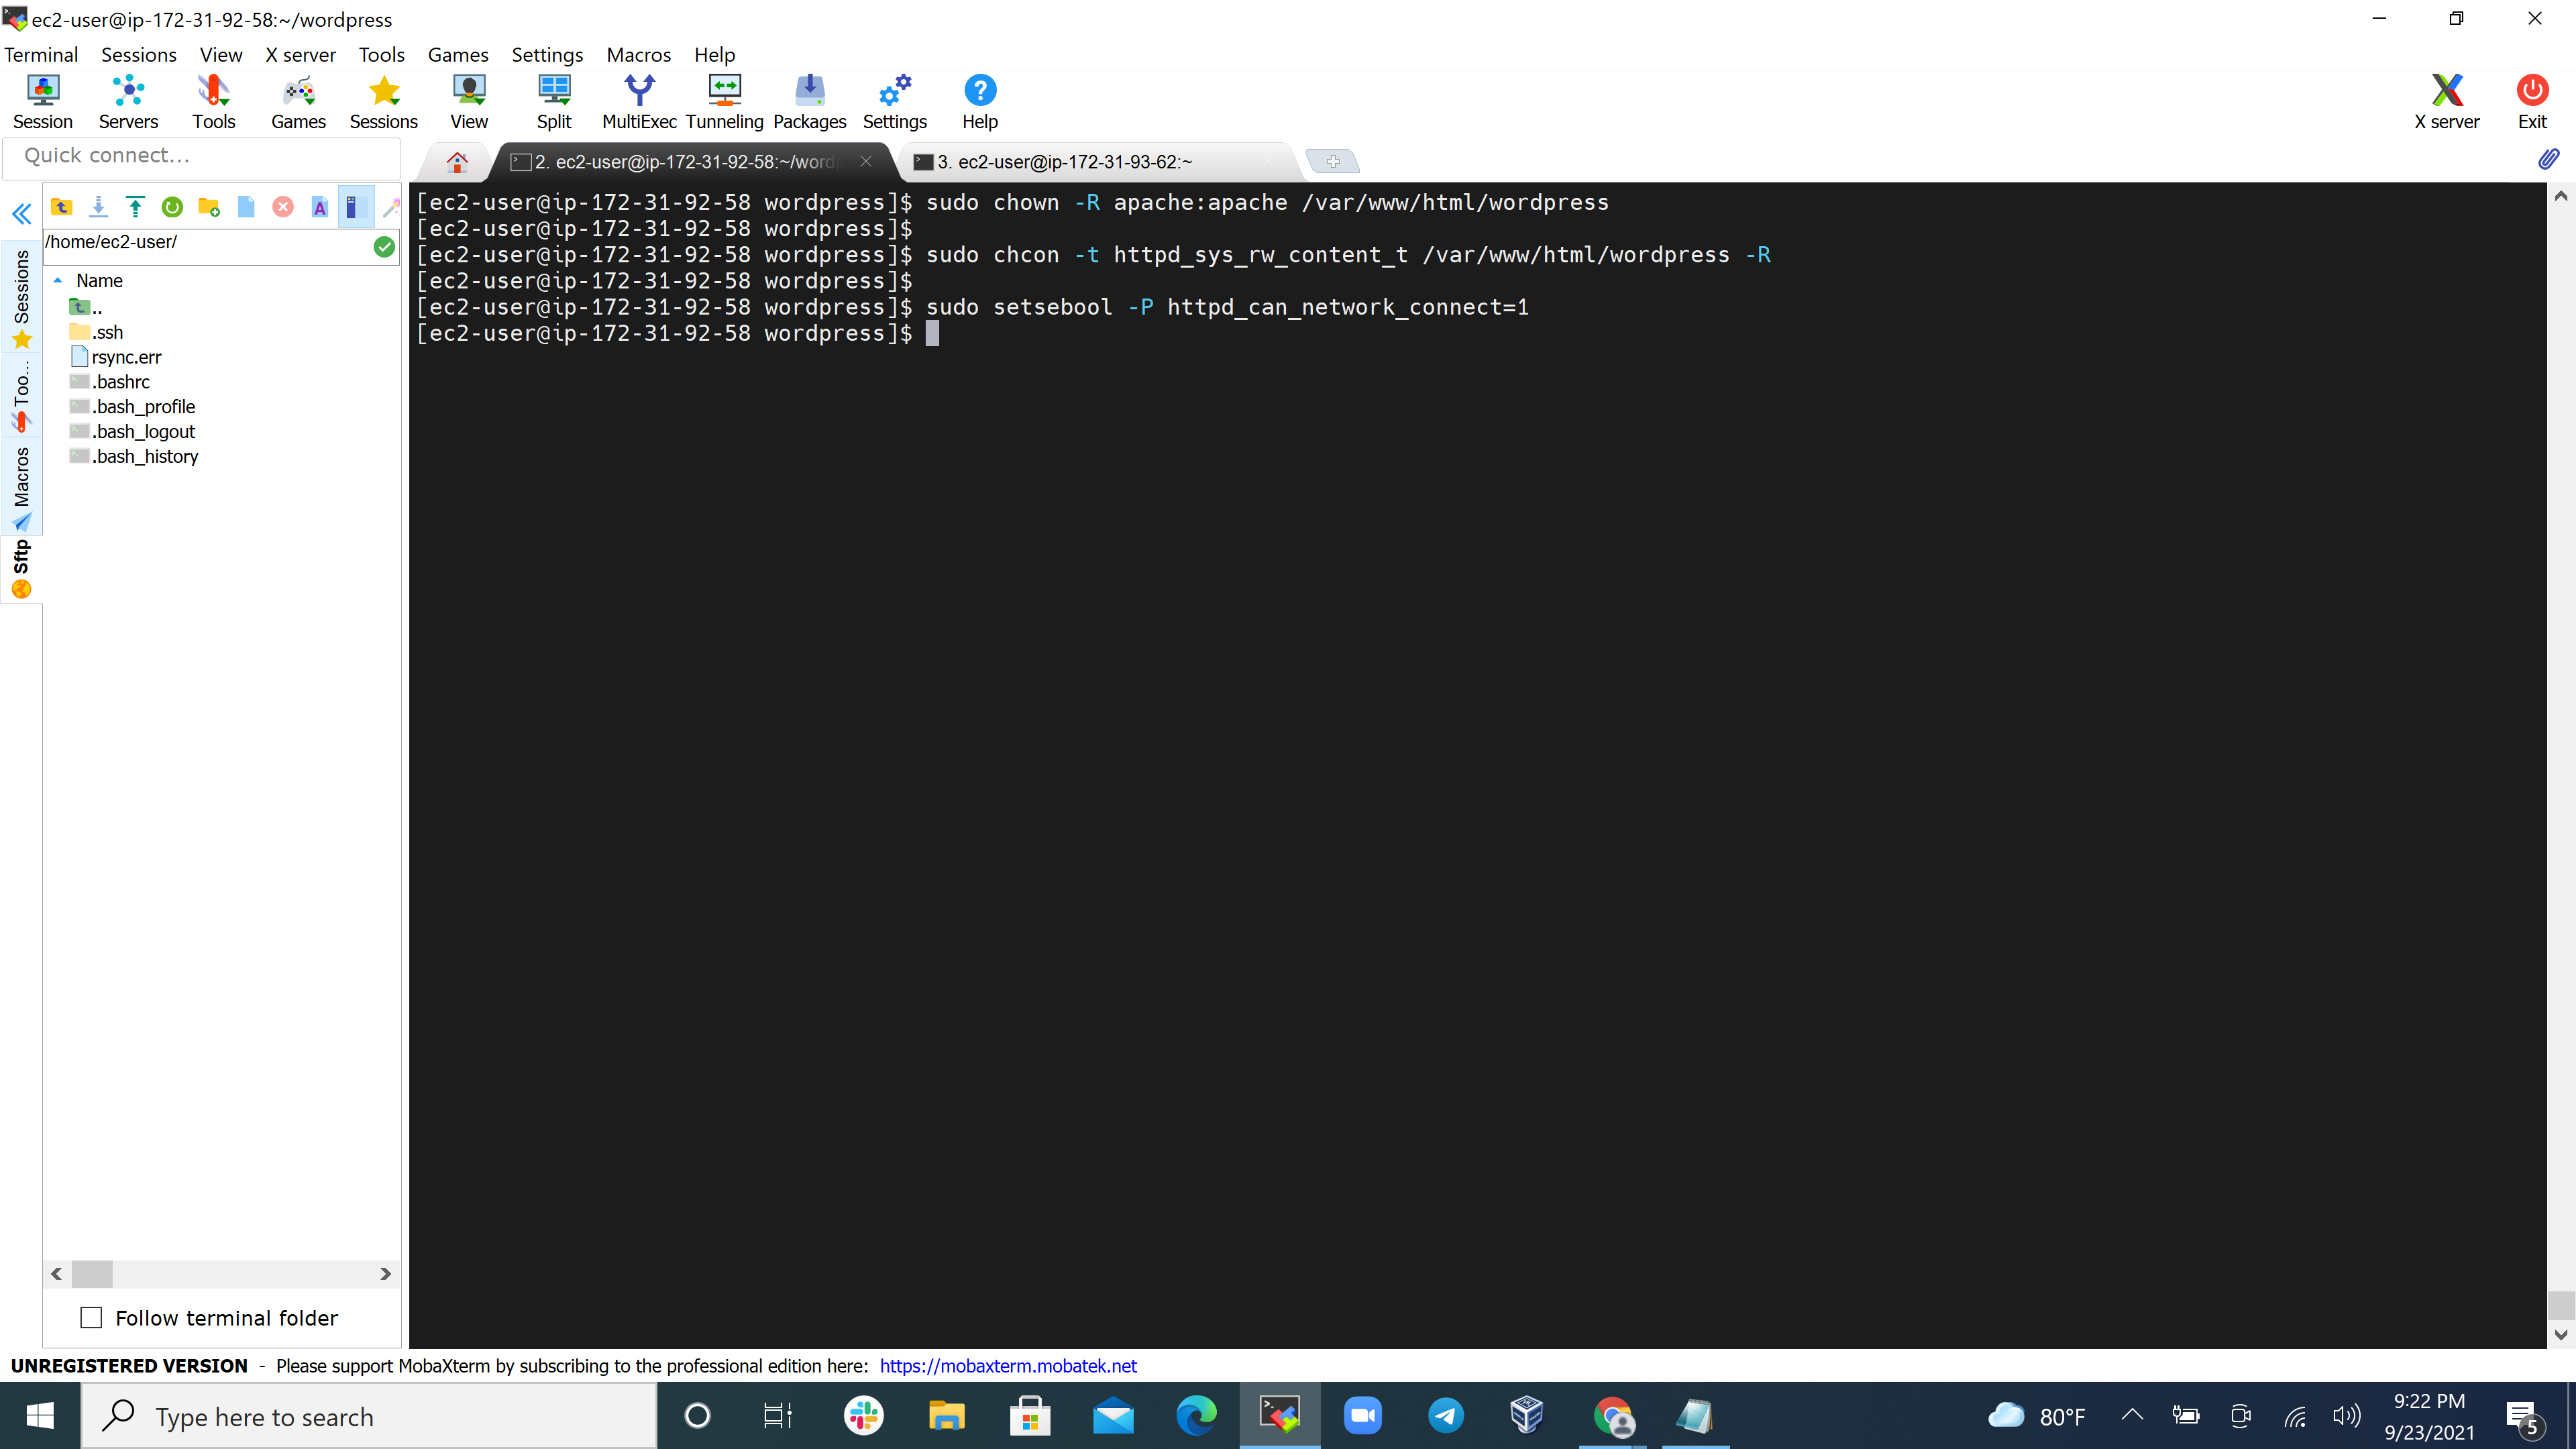 ec2-user@ip-172-31-92-58:~/wordpress
Terminal Sessions View X server Tools Games Settings Macros Help
Session Servers Tools Games Sessions View Split MultiExec Tunneling Packages Settings Help X server Exit
Quick connect...
2. ec2-user@ip-172-31-92-58:~/word
3. ec2-user@ip-172-31-93-62:~
/home/ec2-user/
Name
..
.ssh
rsync.err
.bashrc
.bash_profile
.bash_logout
.bash_history
Sessions
Too...
Macros
Sftp
Follow terminal folder
[ec2-user@ip-172-31-92-58 wordpress]$ sudo chown -R apache:apache /var/www/html/wordpress
[ec2-user@ip-172-31-92-58 wordpress]$
[ec2-user@ip-172-31-92-58 wordpress]$ sudo chcon -t httpd_sys_rw_content_t /var/www/html/wordpress -R
[ec2-user@ip-172-31-92-58 wordpress]$
[ec2-user@ip-172-31-92-58 wordpress]$ sudo setsebool -P httpd_can_network_connect=1
[ec2-user@ip-172-31-92-58 wordpress]$
UNREGISTERED VERSION - Please support MobaXterm by subscribing to the professional edition here: https://mobaxterm.mobatek.net
Type here to search
80°F
9:22 PM
9/23/2021
5